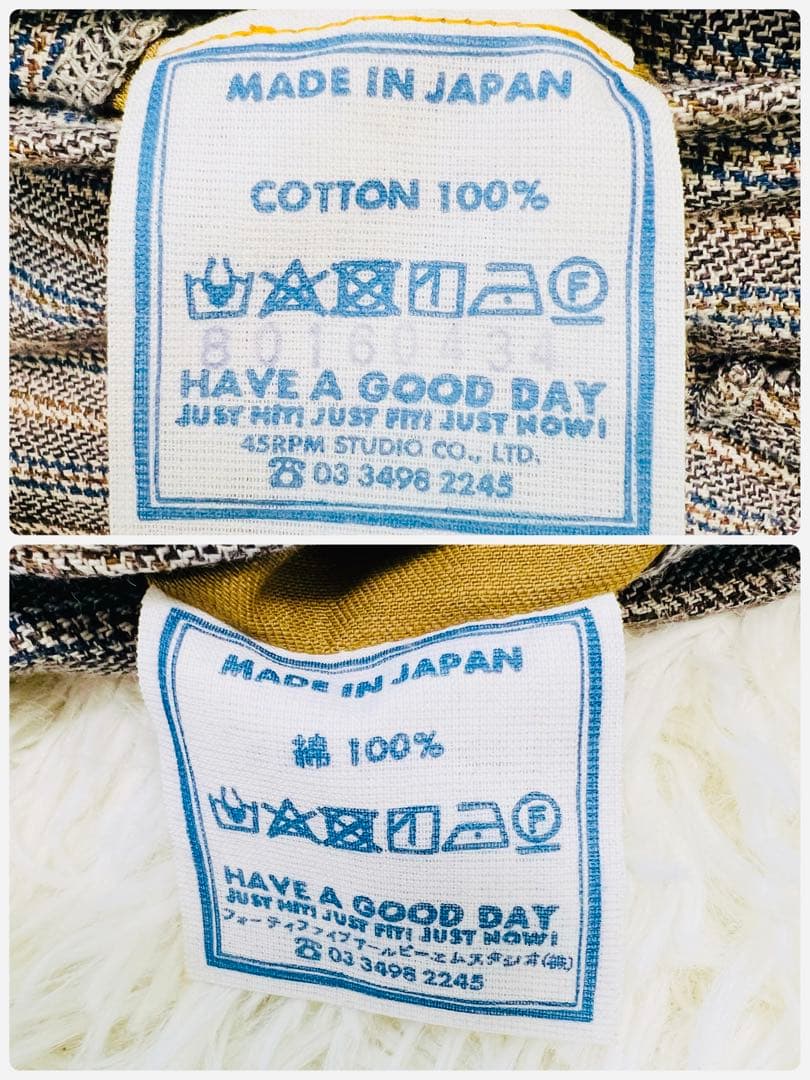 MADE IN JAPAN
COTTON 100%
F
80160434
HAVE A GOOD DAY
JUST HIT! JUST FIT! JUST NOW!
45RPM STUDIO CO., LTD.
☎ 03 3498 2245
MADE IN JAPAN
綿 100%
F
HAVE A GOOD DAY
JUST HIT! JUST FIT! JUST NOW!
フォーティファイヴアールピーエムスタジオ(株)
☎ 03 3498 2245